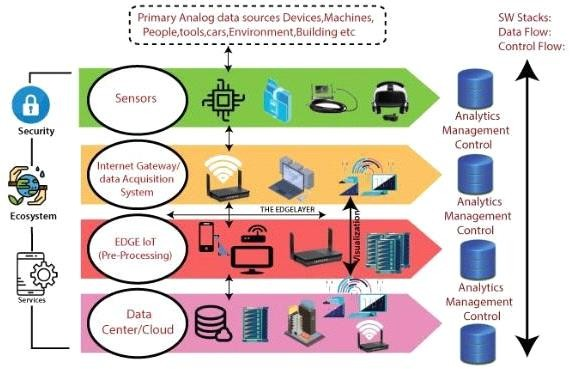 Primary Analog data sources Devices,Machines,
People,tools,cars,Environment,Building etc
SW Stacks:
Data Flow:
Control Flow:
Sensors
Security
Analytics
Management
Control
Internet Gateway/
data Acquisition
System
Ecosystem
Analytics
Management
Control
THE EDGELAYER
Visualization
EDGE IoT
(Pre-Processing)
Services
Analytics
Management
Control
Data
Center/Cloud